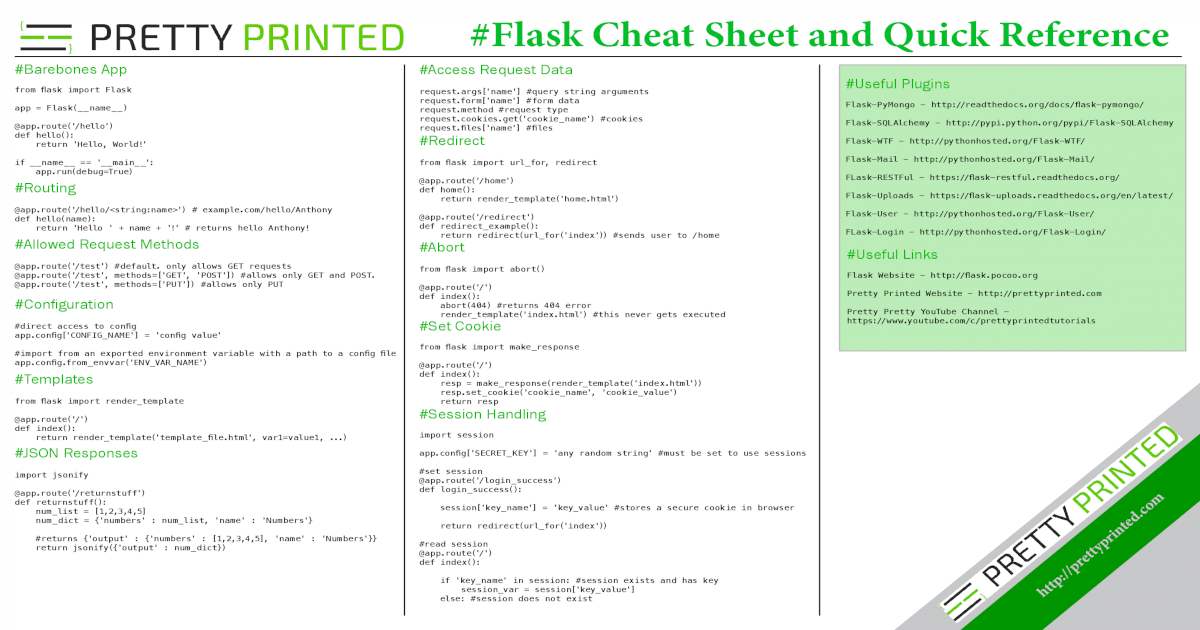 PRETTY PRINTED
#Flask Cheat Sheet and Quick Reference
#Barebones App
from flask import Flask
app = Flask(__name__)
@app.route('/hello')
def hello():
    return 'Hello, World!'
if __name__ == '__main__':
    app.run(debug=True)
#Routing
@app.route('/hello/<string:name>') # example.com/hello/Anthony
def hello(name):
    return 'Hello ' + name + '!' # returns hello Anthony!
#Allowed Request Methods
@app.route('/test') #default. only allows GET requests
@app.route('/test', methods=['GET', 'POST']) #allows only GET and POST.
@app.route('/test', methods=['PUT']) #allows only PUT
#Configuration
#direct access to config
app.config['CONFIG_NAME'] = 'config value'
#import from an exported environment variable with a path to a config file
app.config.from_envvar('ENV_VAR_NAME')
#Templates
from flask import render_template
@app.route('/')
def index():
    return render_template('template_file.html', var1=value1, ...)
#JSON Responses
import jsonify
@app.route('/returnstuff')
def returnstuff():
    num_list = [1,2,3,4,5]
    num_dict = {'numbers' : num_list, 'name' : 'Numbers'}
    #returns {'output' : {'numbers' : [1,2,3,4,5], 'name' : 'Numbers'}}
    return jsonify({'output' : num_dict})
#Access Request Data
request.args['name'] #query string arguments
request.form['name'] #form data
request.method #request type
request.cookies.get('cookie_name') #cookies
request.files['name'] #files
#Redirect
from flask import url_for, redirect
@app.route('/home')
def home():
    return render_template('home.html')
@app.route('/redirect')
def redirect_example():
    return redirect(url_for('index')) #sends user to /home
#Abort
from flask import abort()
@app.route('/')
def index():
    abort(404) #returns 404 error
    render_template('index.html') #this never gets executed
#Set Cookie
from flask import make_response
@app.route('/')
def index():
    resp = make_response(render_template('index.html'))
    resp.set_cookie('cookie_name', 'cookie_value')
    return resp
#Session Handling
import session
app.config['SECRET_KEY'] = 'any random string' #must be set to use sessions
#set session
@app.route('/login_success')
def login_success():
    session['key_name'] = 'key_value' #stores a secure cookie in browser
    return redirect(url_for('index'))
#read session
@app.route('/')
def index():
    if 'key_name' in session: #session exists and has key
        session_var = session['key_value']
    else: #session does not exist
#Useful Plugins
Flask-PyMongo – http://readthedocs.org/docs/flask-pymongo/
Flask-SQLAlchemy – http://pypi.python.org/pypi/Flask-SQLAlchemy
Flask-WTF – http://pythonhosted.org/Flask-WTF/
Flask-Mail – http://pythonhosted.org/Flask-Mail/
FLask-RESTFul – https://flask-restful.readthedocs.org/
Flask-Uploads – https://flask-uploads.readthedocs.org/en/latest/
Flask-User – http://pythonhosted.org/Flask-User/
FLask-Login – http://pythonhosted.org/Flask-Login/
#Useful Links
Flask Website – http://flask.pocoo.org
Pretty Printed Website – http://prettyprinted.com
Pretty Pretty YouTube Channel –
https://www.youtube.com/c/prettyprintedtutorials
PRETTY PRINTED
http://prettyprinted.com